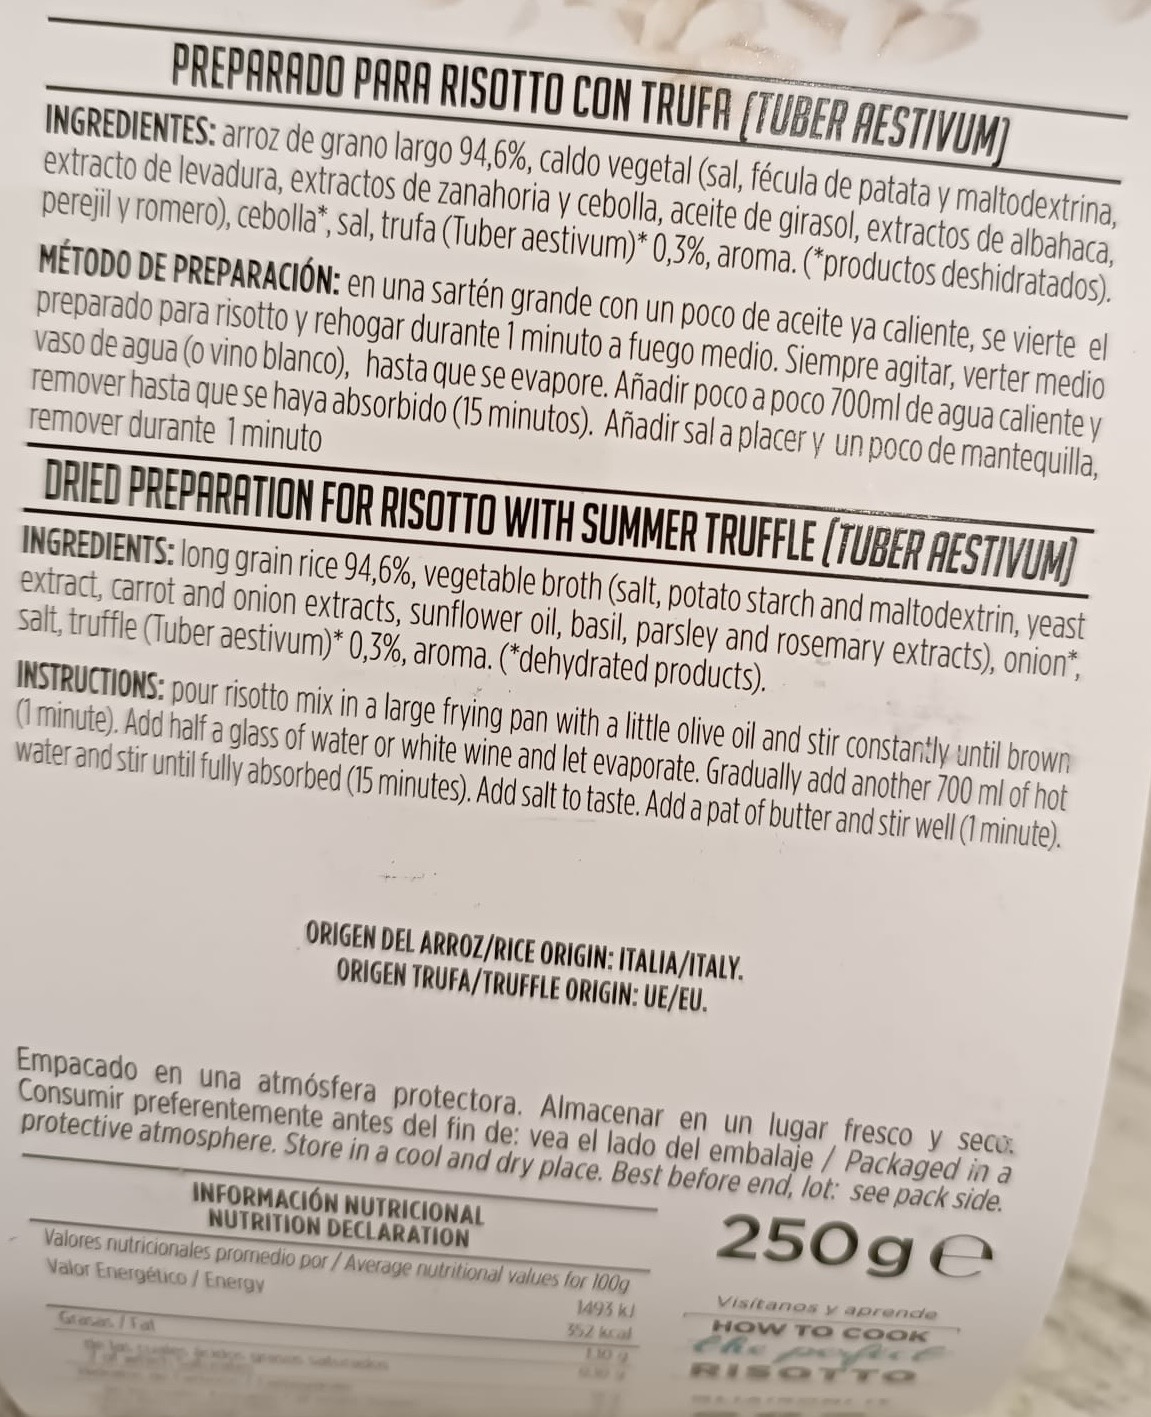 PREPARADO PARA RISOTTO CON TRUFA (TUBER AESTIVUM)
INGREDIENTES: arroz de grano largo 94,6%, caldo vegetal (sal, fécula de patata y maltodextrina,
extracto de levadura, extractos de zanahoria y cebolla, aceite de girasol, extractos de albahaca,
perejil y romero), cebolla*, sal, trufa (Tuber aestivum)* 0,3%, aroma. (*productos deshidratados).
MÉTODO DE PREPARACIÓN: en una sartén grande con un poco de aceite ya caliente, se vierte el
preparado para risotto y rehogar durante 1 minuto a fuego medio. Siempre agitar, verter medio
vaso de agua (o vino blanco), hasta que se evapore. Añadir poco a poco 700ml de agua caliente y
remover hasta que se haya absorbido (15 minutos). Añadir sal a placer y un poco de mantequilla,
remover durante 1 minuto
DRIED PREPARATION FOR RISOTTO WITH SUMMER TRUFFLE (TUBER AESTIVUM)
INGREDIENTS: long grain rice 94,6%, vegetable broth (salt, potato starch and maltodextrin, yeast
extract, carrot and onion extracts, sunflower oil, basil, parsley and rosemary extracts), onion*,
salt, truffle (Tuber aestivum)* 0,3%, aroma. (*dehydrated products).
INSTRUCTIONS: pour risotto mix in a large frying pan with a little olive oil and stir constantly until brown
(1 minute). Add half a glass of water or white wine and let evaporate. Gradually add another 700 ml of hot
water and stir until fully absorbed (15 minutes). Add salt to taste. Add a pat of butter and stir well (1 minute).
ORIGEN DEL ARROZ/RICE ORIGIN: ITALIA/ITALY.
ORIGEN TRUFA/TRUFFLE ORIGIN: UE/EU.
Empacado en una atmósfera protectora. Almacenar en un lugar fresco y seco.
Consumir preferentemente antes del fin de: vea el lado del embalaje / Packaged in a
protective atmosphere. Store in a cool and dry place. Best before end, lot: see pack side.
INFORMACIÓN NUTRICIONAL
NUTRITION DECLARATION
Valores nutricionales promedio por / Average nutritional values for 100g
Valor Energético / Energy
1493 kJ
352 kcal
Grasas / Fat
250g e
Visítanos y aprende
HOW TO COOK
the perfect
RISOTTO